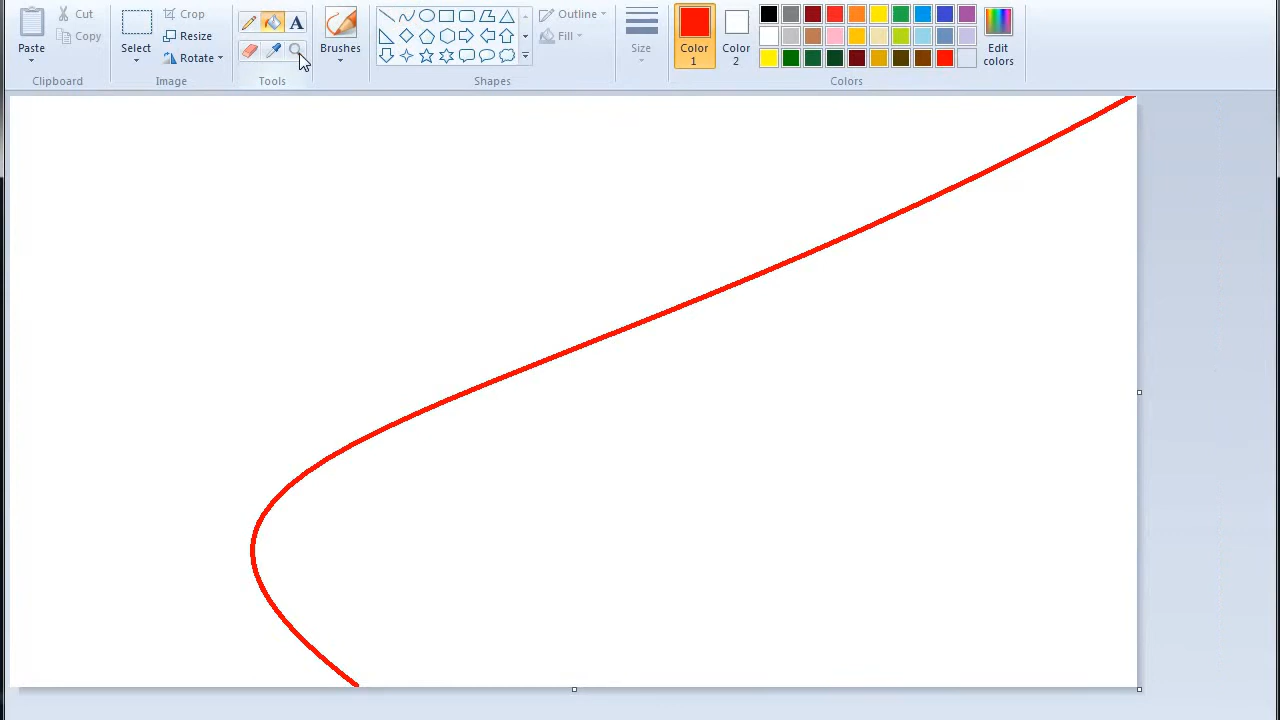 Cut
Crop
Paste
Copy
Select
Resize
Rotate
A
Brushes
Outline
Fill
Size
Color
1
Color
2
Edit
colors
Clipboard
Image
Tools
Shapes
Colors